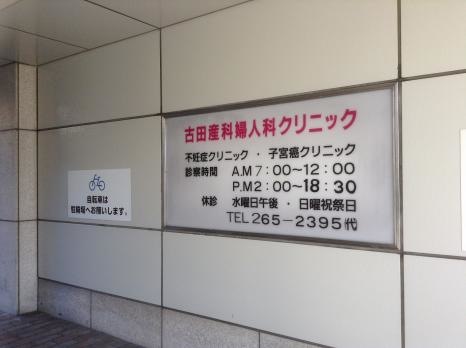 古田産科婦人科クリニック
不妊症クリニック ・ 子宮癌クリニック
診察時間 A.M 7:00〜12:00
P.M 2:00〜18:30
休診 水曜日午後 ・ 日曜祝祭日
TEL 265-2395代
自転車は
駐輪場へお願いします。